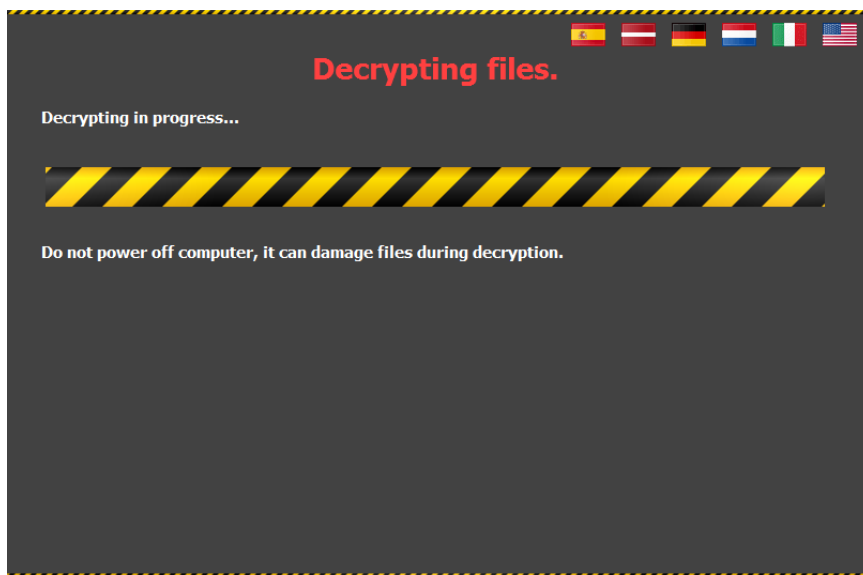 Decrypting files.
Decrypting in progress...
Do not power off computer, it can damage files during decryption.